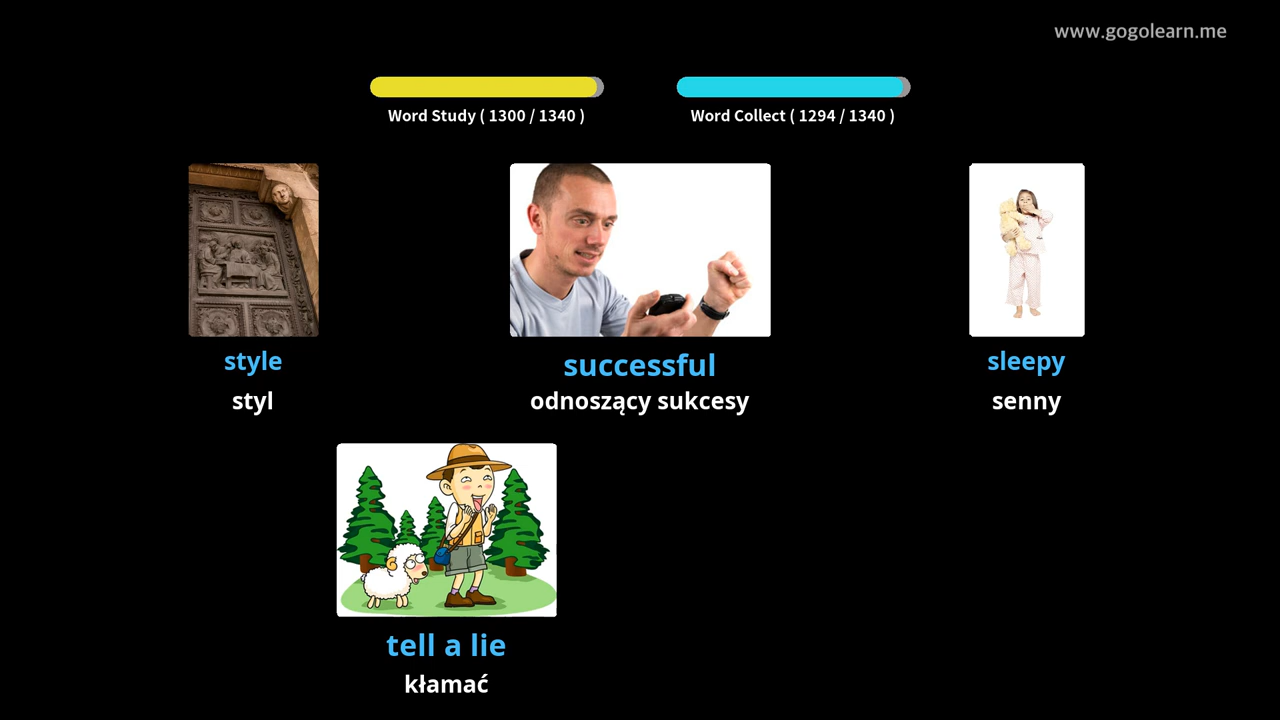 www.gogolearn.me
Word Study ( 1300 / 1340 )
Word Collect ( 1294 / 1340 )
style
successful
sleepy
styl
odnoszący sukcesy
senny
tell a lie
kłamać